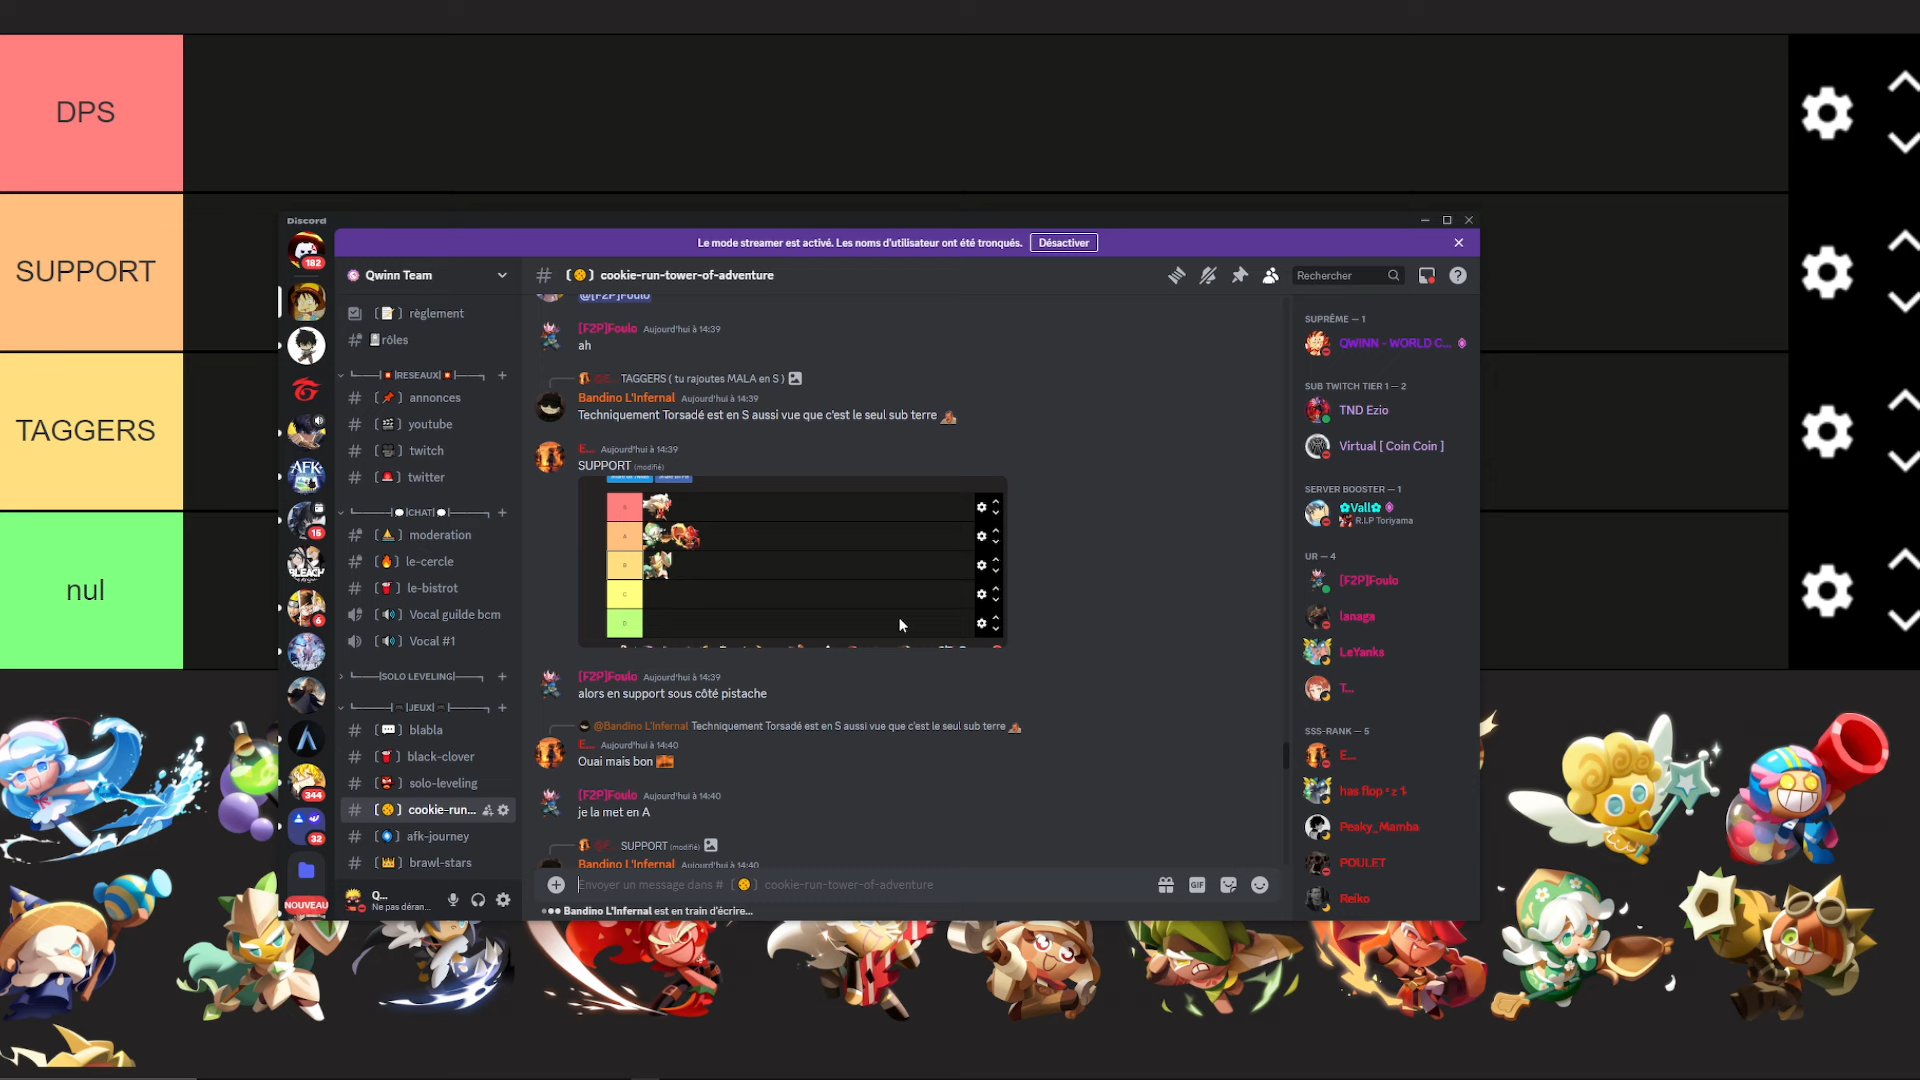 DPS
SUPPORT
TAGGERS
nul
Discord
Le mode streamer est activé. Les noms d'utilisateur ont été tronqués.
Désactiver
182
AFK
15
BLEACH
6
344
32
NOUVEAU
Qwinn Team
règlement
rôles
|RESEAUX|
annonces
youtube
twitch
twitter
|CHAT|
moderation
le-cercle
le-bistrot
Vocal guilde bcm
Vocal #1
|SOLO LEVELING|
|JEUX|
blabla
black-clover
solo-leveling
cookie-run...
afk-journey
brawl-stars
Q...
Ne pas déran...
cookie-run-tower-of-adventure
Rechercher
@[F2P]Foulo
[F2P]Foulo Aujourd'hui à 14:39
ah
TAGGERS ( tu rajoutes MALA en S )
Bandino L'Infernal Aujourd'hui à 14:39
Techniquement Torsadé est en S aussi vue que c'est le seul sub terre
E... Aujourd'hui à 14:39
SUPPORT (modifié)
A
B
C
D
[F2P]Foulo Aujourd'hui à 14:39
alors en support sous côté pistache
@Bandino L'Infernal Techniquement Torsadé est en S aussi vue que c'est le seul sub terre
E... Aujourd'hui à 14:40
Ouai mais bon
[F2P]Foulo Aujourd'hui à 14:40
je la met en A
SUPPORT (modifié)
Bandino L'Infernal Aujourd'hui à 14:40
Envoyer un message dans # [ ] cookie-run-tower-of-adventure
GIF
Bandino L'Infernal est en train d'écrire...
SUPRÊME — 1
QWINN - WORLD C...
SUB TWITCH TIER 1 — 2
TND Ezio
Virtual [ Coin Coin ]
SERVER BOOSTER — 1
✿Vall✿
R.I.P Toriyama
UR — 4
[F2P]Foulo
lanaga
LeYanks
T...
SSS-RANK — 5
E...
has flop
Peaky_Mamba
POULET
Reiko